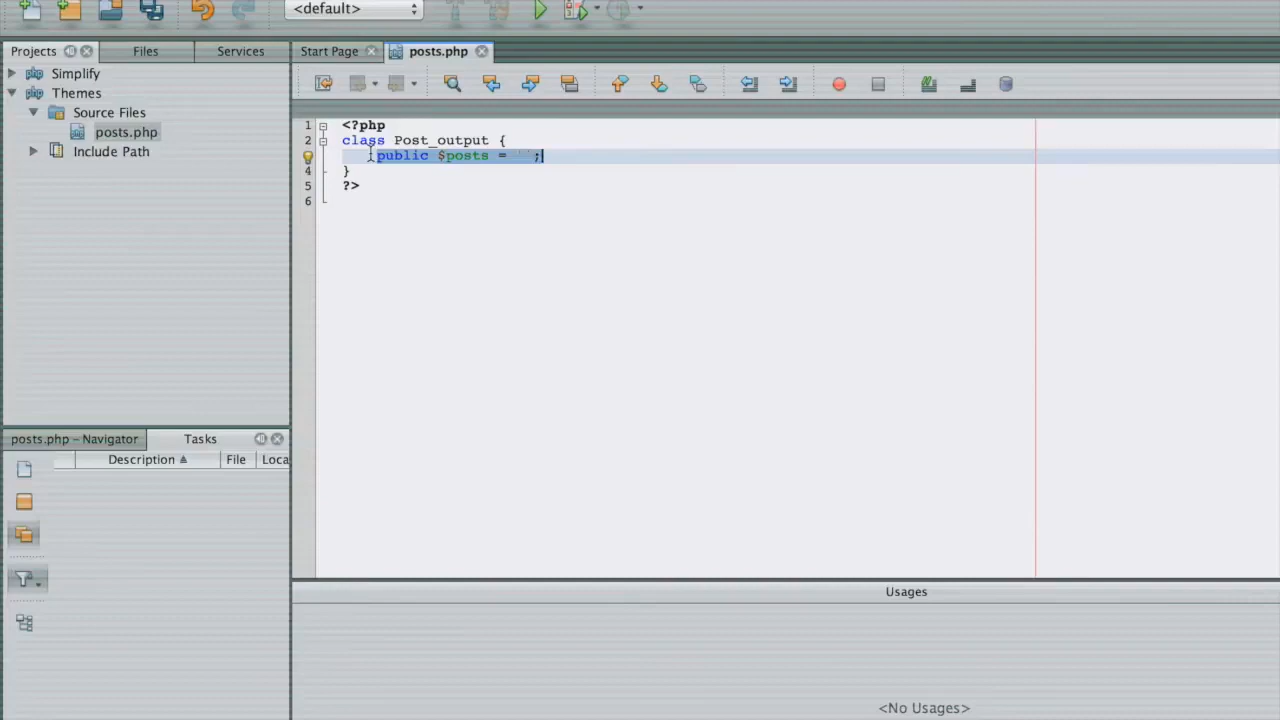 <default>
Projects
Files
Services
Start Page
posts.php
Simplify
Themes
Source Files
posts.php
Include Path
1 <?php
2 class Post_output {
public $posts = '';
4 }
5 ?>
6
posts.php – Navigator
Tasks
Description
File
Loca
Usages
<No Usages>